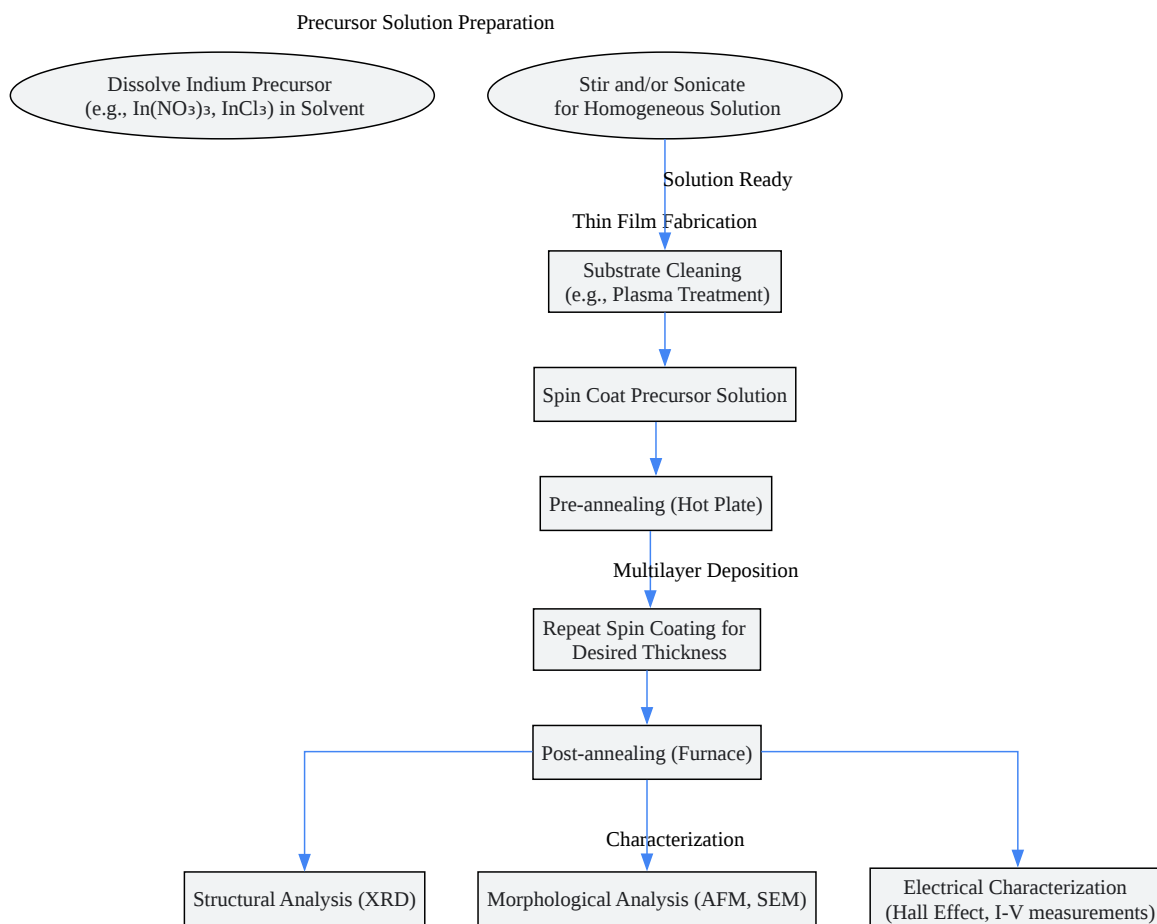 Precursor Solution Preparation
Dissolve Indium Precursor
(e.g., In(NO₃)₃, InCl₃) in Solvent
Stir and/or Sonicate
for Homogeneous Solution
Solution Ready
Thin Film Fabrication
Substrate Cleaning
(e.g., Plasma Treatment)
Spin Coat Precursor Solution
Pre-annealing (Hot Plate)
Multilayer Deposition
Repeat Spin Coating for
Desired Thickness
Post-annealing (Furnace)
Characterization
Structural Analysis (XRD)
Morphological Analysis (AFM, SEM)
Electrical Characterization
(Hall Effect, I-V measurements)